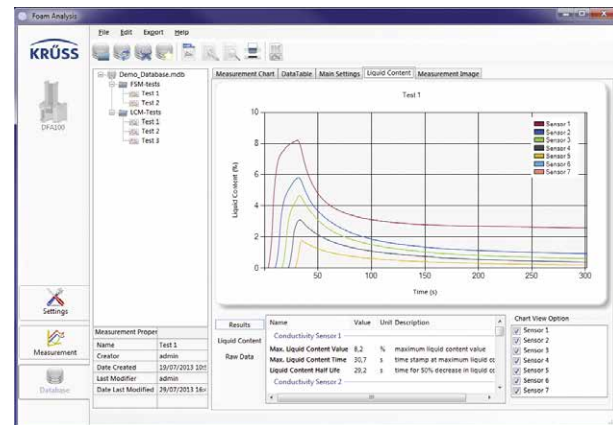 Foam Analysis
File Edit Export Help
KRÜSS
DFA100
Settings
Measurement
Database
Demo_Database.mdb
FSM-tests
Test 1
Test 2
LCM-Tests
Test 1
Test 2
Test 3
Measurement Proper
Name Test 1
Creator admin
Date Created 19/07/2013 10:5
Last Modifier admin
Date Last Modified 29/07/2013 16:4
Measurement Chart DataTable Main Settings Liquid Content Measurement Image
Test 1
Liquid Content (%)
10
8
6
4
2
0
50 100 150 200 250 300
Time (s)
Sensor 1
Sensor 2
Sensor 3
Sensor 4
Sensor 5
Sensor 6
Sensor 7
Results
Liquid Content
Raw Data
Name Value Unit Description
Conductivity Sensor 1
Max. Liquid Content Value 8,2 % maximum liquid content value
Max. Liquid Content Time 30,7 s time stamp at maximum liquid cc
Liquid Content Half Life 29,2 s time for 50% decrease in liquid cc
Conductivity Sensor 2
Chart View Option
Sensor 1
Sensor 2
Sensor 3
Sensor 4
Sensor 5
Sensor 6
Sensor 7